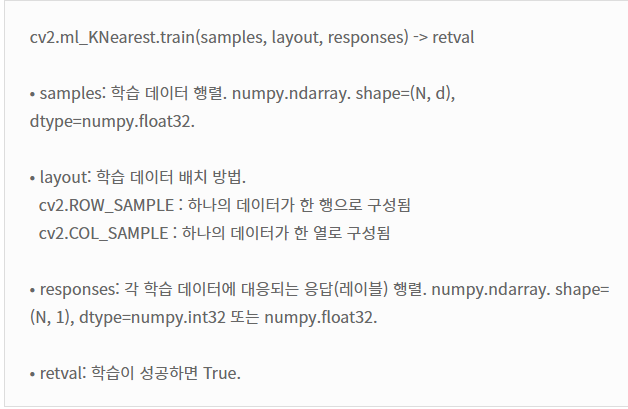 cv2.ml_KNearest.train(samples, layout, responses) -> retval
• samples: 학습 데이터 행렬. numpy.ndarray. shape=(N, d),
dtype=numpy.float32.
• layout: 학습 데이터 배치 방법.
cv2.ROW_SAMPLE : 하나의 데이터가 한 행으로 구성됨
cv2.COL_SAMPLE : 하나의 데이터가 한 열로 구성됨
• responses: 각 학습 데이터에 대응되는 응답(레이블) 행렬. numpy.ndarray. shape=
(N, 1), dtype=numpy.int32 또는 numpy.float32.
• retval: 학습이 성공하면 True.